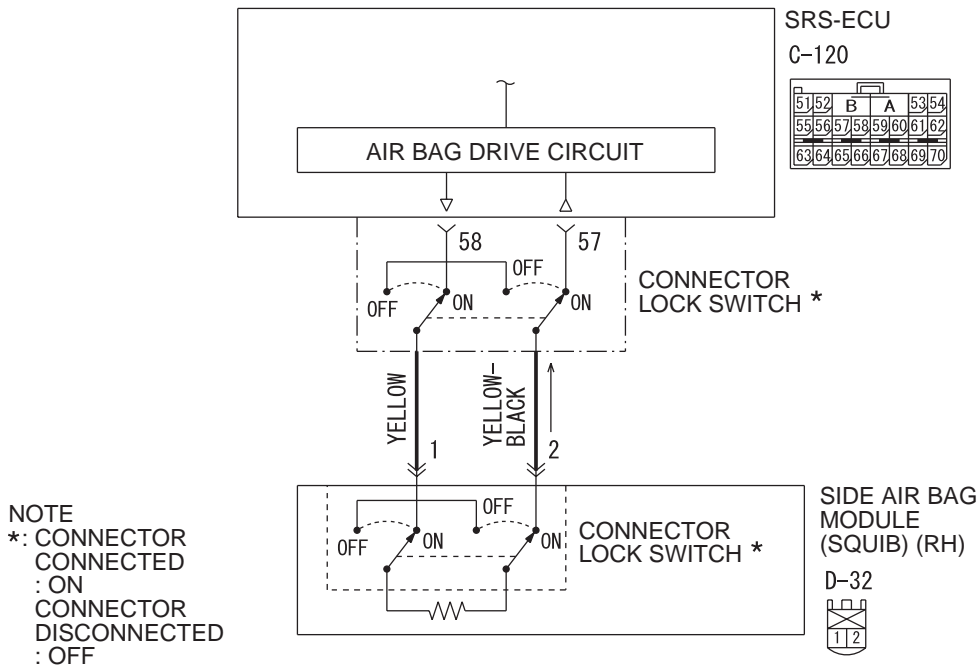 SRS-ECU
C-120
51 52 B A 53 54
55 56 57 58 59 60 61 62
63 64 65 66 67 68 69 70
AIR BAG DRIVE CIRCUIT
58
57
OFF
OFF
ON
ON
CONNECTOR
LOCK SWITCH *
YELLOW
YELLOW-
BLACK
1
2
OFF
OFF
ON
ON
CONNECTOR
LOCK SWITCH *
SIDE AIR BAG
MODULE
(SQUIB) (RH)
D-32
1 2
NOTE
*: CONNECTOR
CONNECTED
: ON
CONNECTOR
DISCONNECTED
: OFF